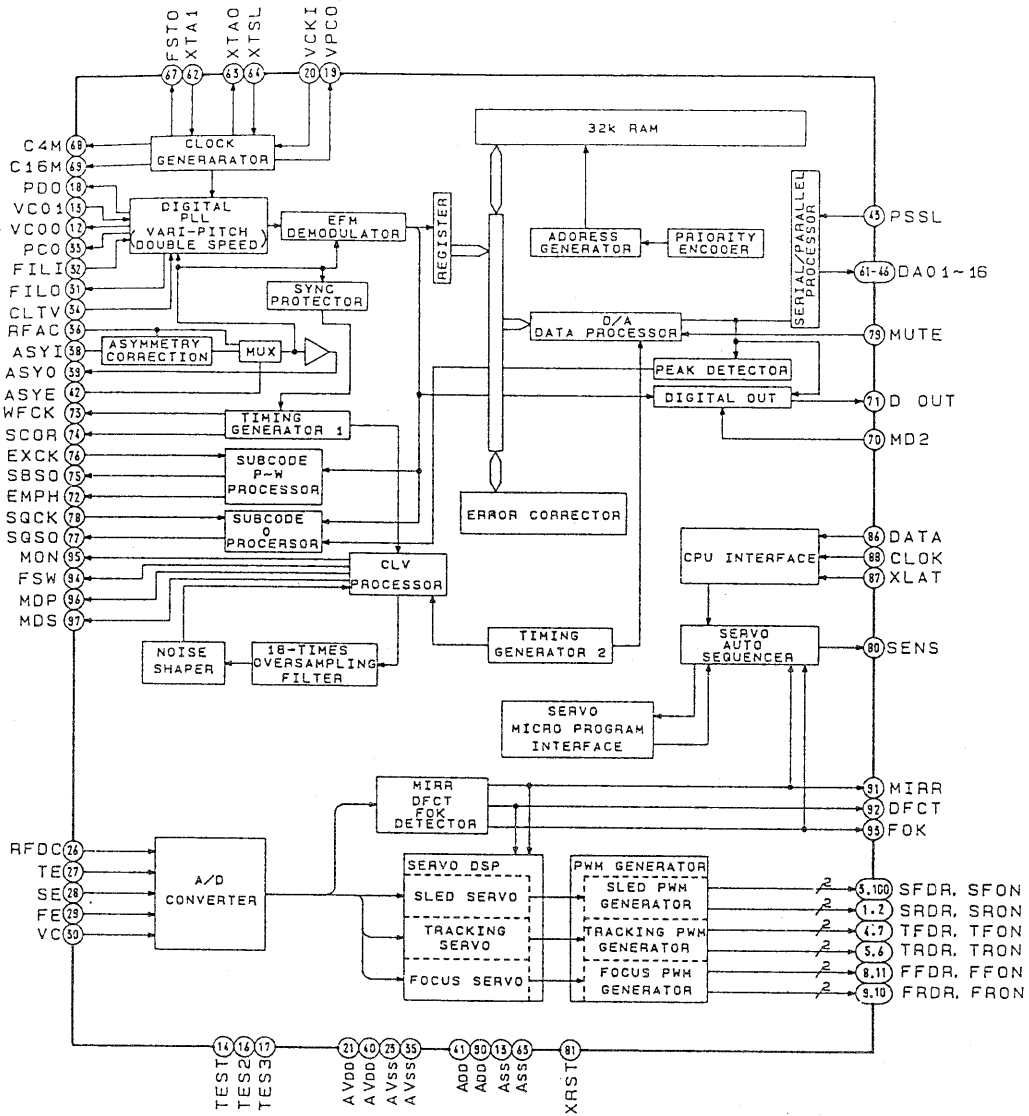 FSTO
XTA1
XTAO
XTSL
VCKI
VPCO
67
62
63
64
20
19
32k RAM
CLOCK
GENERARATOR
C4M 68
C16M 69
PDO 18
VCO1 13
VCOO 12
PCO 33
FILI 32
FILO 31
CLTV 34
RFAC 36
ASYI 38
ASYO 39
ASYE 42
WFCK 73
SCOR 74
EXCK 76
SBSO 75
EMPH 72
SQCK 78
SQSO 77
MON 95
FSW 94
MDP 96
MDS 97
DIGITAL
PLL
(VARI-PITCH
DOUBLE SPEED)
EFM
DEMODULATOR
REGISTER
ADDRESS
GENERATOR
PRIORITY
ENCODER
SERIAL/PARALLEL
PROCESSOR
45 PSSL
61-46 DA01~16
SYNC
PROTECTOR
D/A
DATA PROCESSOR
79 MUTE
ASYMMETRY
CORRECTION
MUX
PEAK DETECTOR
DIGITAL OUT
71 D OUT
70 MD2
TIMING
GENERATOR 1
SUBCODE
P~W
PROCESSOR
SUBCODE
Q
PROCERSOR
ERROR CORRECTOR
CLV
PROCESSOR
CPU INTERFACE
86 DATA
88 CLOK
87 XLAT
NOISE
SHAPER
18-TIMES
OVERSAMPLING
FILTER
TIMING
GENERATOR 2
SERVO
AUTO
SEQUENCER
80 SENS
SERVO
MICRO PROGRAM
INTERFACE
MIRR
DFCT
FOK
DETECTOR
91 MIRR
92 DFCT
93 FOK
RFDC 26
TE 27
SE 28
FE 29
VC 30
A/D
CONVERTER
SERVO DSP
SLED SERVO
TRACKING
SERVO
FOCUS SERVO
PWM GENERATOR
SLED PWM
GENERATOR
TRACKING PWM
GENERATOR
FOCUS PWM
GENERATOR
2 3.100 SFDR, SFON
2 1.2 SRDR, SRON
2 4.7 TFDR, TFON
2 5.6 TRDR, TRON
2 8.11 FFDR, FFON
2 9.10 FRDR, FRON
14
16
17
21
40
23
35
41
90
15
65
81
TEST
TES2
TES3
AVDD
AVDD
AVSS
AVSS
ADD
ADD
ASS
ASS
XRST